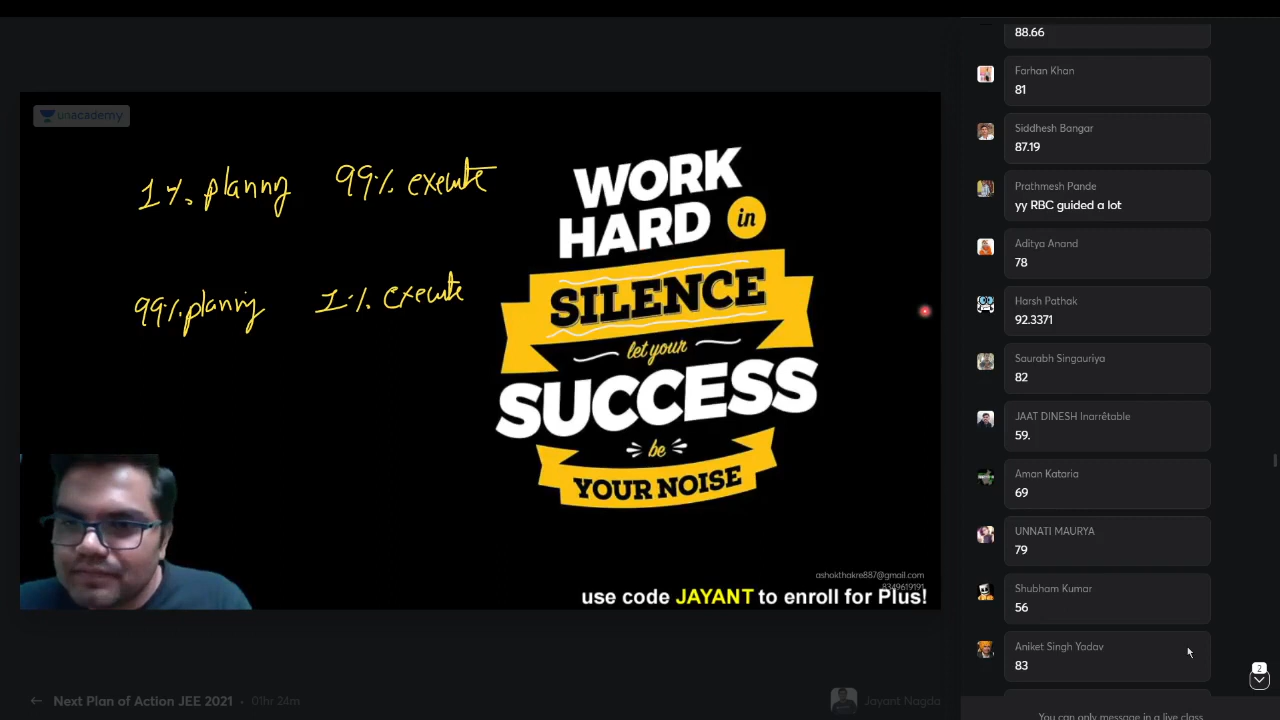 unacademy
1% planning 99% execute
99% planning 1% execute
WORK
HARD in
SILENCE
let your
SUCCESS
be
YOUR NOISE
ashokthakre887@gmail.com
8349619191
use code JAYANT to enroll for Plus!
Next Plan of Action JEE 2021 • 01hr 24m
Jayant Nagda
88.66
Farhan Khan
81
Siddhesh Bangar
87.19
Prathmesh Pande
yy RBC guided a lot
Aditya Anand
78
Harsh Pathak
92.3371
Saurabh Singauriya
82
JAAT DINESH Inarrêtable
59.
Aman Kataria
69
UNNATI MAURYA
79
Shubham Kumar
56
Aniket Singh Yadav
83
2
You can only message in a live class